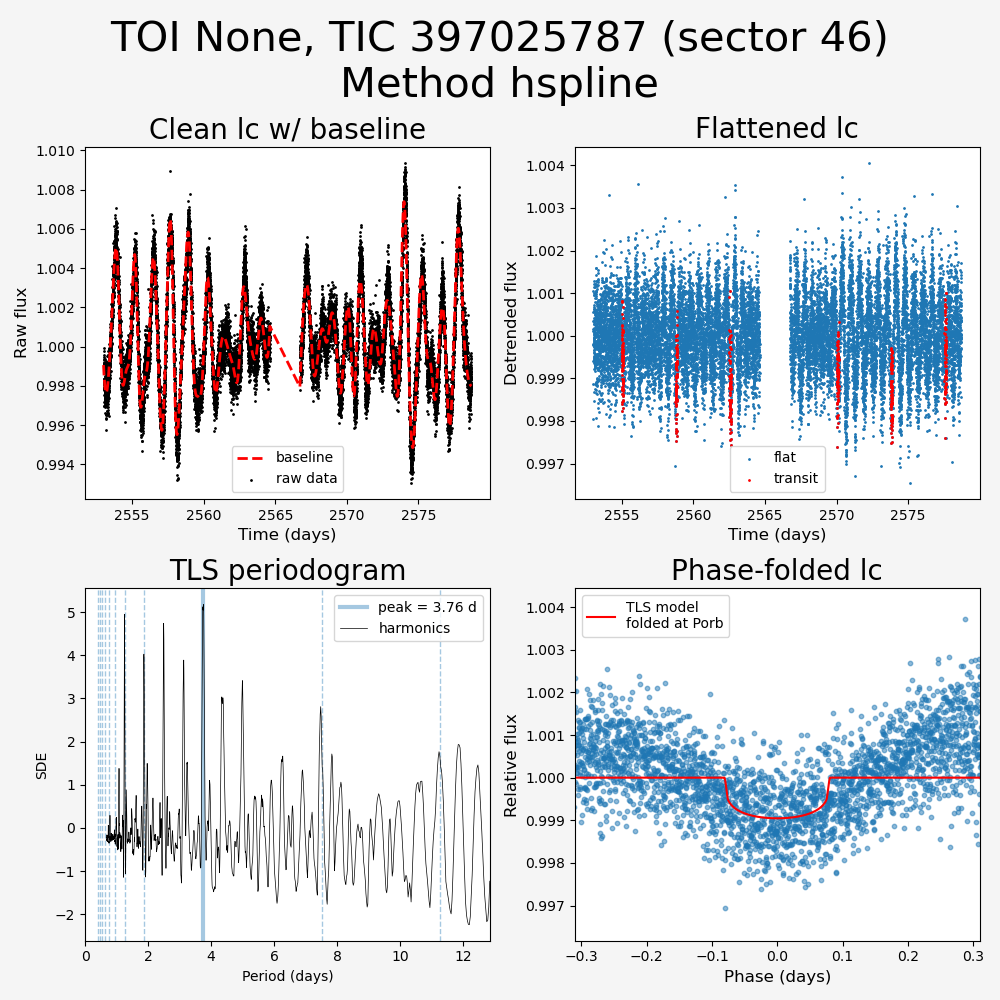 TOI None, TIC 397025787 (sector 46)
Method hspline
Clean lc w/ baseline
Raw flux
1.010
1.008
1.006
1.004
1.002
1.000
0.998
0.996
0.994
baseline
raw data
2555 2560 2565 2570 2575
Time (days)
Flattened lc
Detrended flux
1.004
1.003
1.002
1.001
1.000
0.999
0.998
0.997
flat
transit
2555 2560 2565 2570 2575
Time (days)
TLS periodogram
SDE
5
4
3
2
1
0
−1
−2
peak = 3.76 d
harmonics
0 2 4 6 8 10 12
Period (days)
Phase-folded lc
Relative flux
1.004
1.003
1.002
1.001
1.000
0.999
0.998
0.997
TLS model
folded at Porb
−0.3 −0.2 −0.1 0.0 0.1 0.2 0.3
Phase (days)